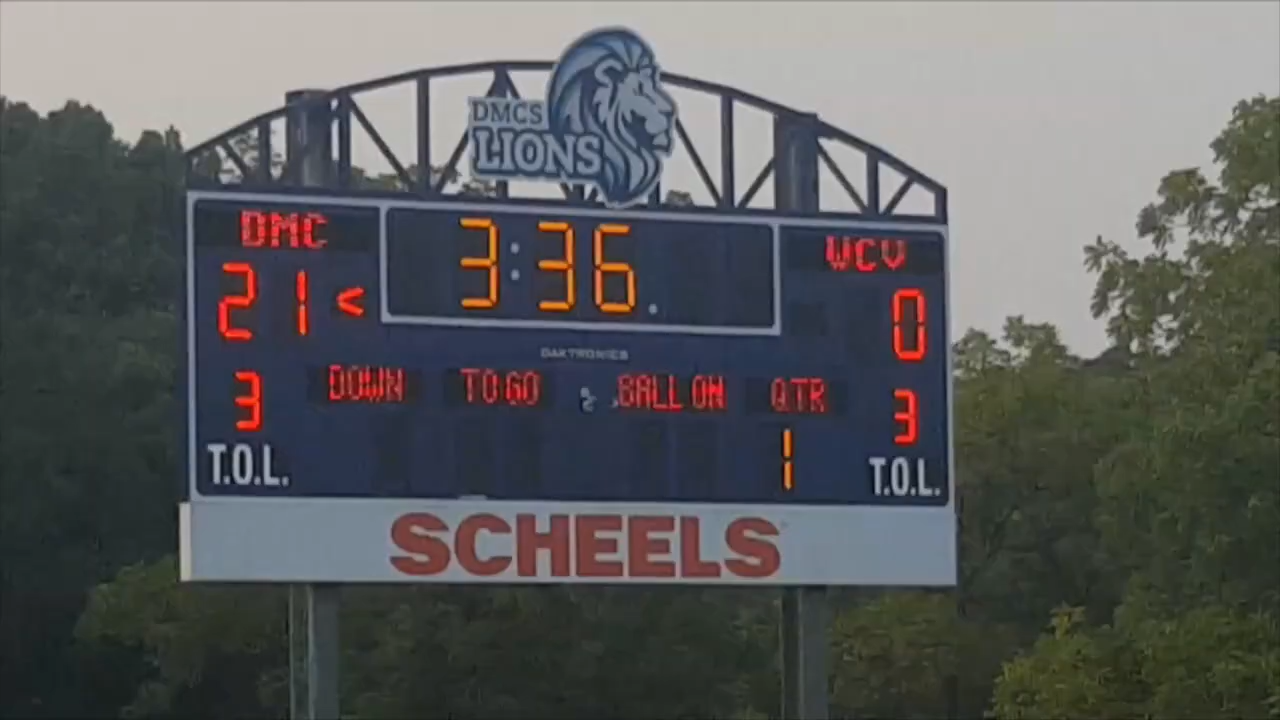 DMCS
LIONS
DMC 3:36 WCV
21 < 0
DAKTRONICS
3 DOWN TO GO BALL ON QTR 3
T.O.L. 1 T.O.L.
SCHEELS